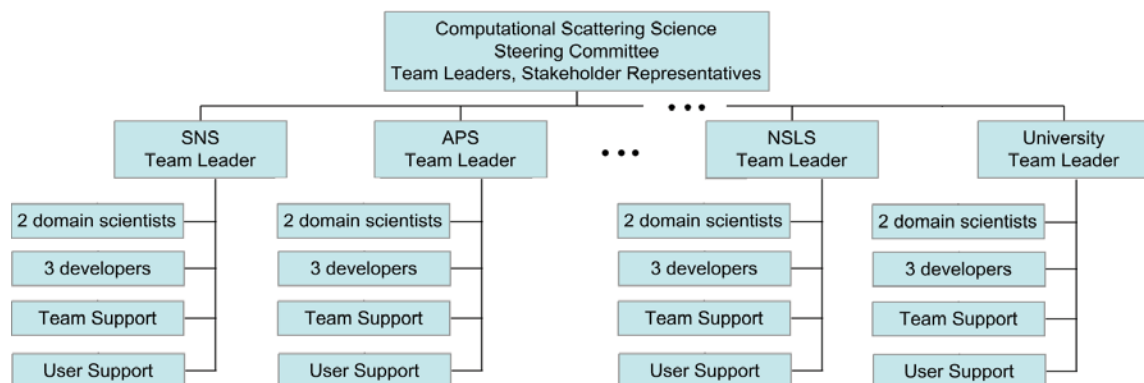 Computational Scattering Science
Steering Committee
Team Leaders, Stakeholder Representatives
•••
SNS
Team Leader
APS
Team Leader
•••
NSLS
Team Leader
University
Team Leader
2 domain scientists
3 developers
Team Support
User Support
2 domain scientists
3 developers
Team Support
User Support
2 domain scientists
3 developers
Team Support
User Support
2 domain scientists
3 developers
Team Support
User Support